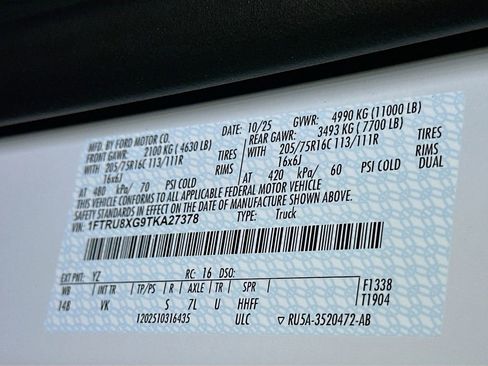 MFD. BY FORD MOTOR CO.
DATE: 10/25 GVWR: 4990 KG (11000 LB)
FRONT GAWR: 2100 KG (4630 LB) REAR GAWR: 3493 KG (7700 LB)
WITH 205/75R16C 113/111R TIRES WITH 205/75R16C 113/111R TIRES
16x6J RIMS 16x6J RIMS
AT 480 kPa/ 70 PSI COLD AT 420 kPa/ 60 PSI COLD DUAL
THIS VEHICLE CONFORMS TO ALL APPLICABLE FEDERAL MOTOR VEHICLE
SAFETY STANDARDS IN EFFECT ON THE DATE OF MANUFACTURE SHOWN ABOVE.
VIN: 1FTRU8XG9TKA27378 TYPE: Truck
EXT PNT: YZ RC: 16 DSO:
WB INT TR TP/PS R AXLE TR SPR F1338
148 VK S 7L U HHFF T1904
1202510316435 ULC ▽ RU5A-3520472-AB